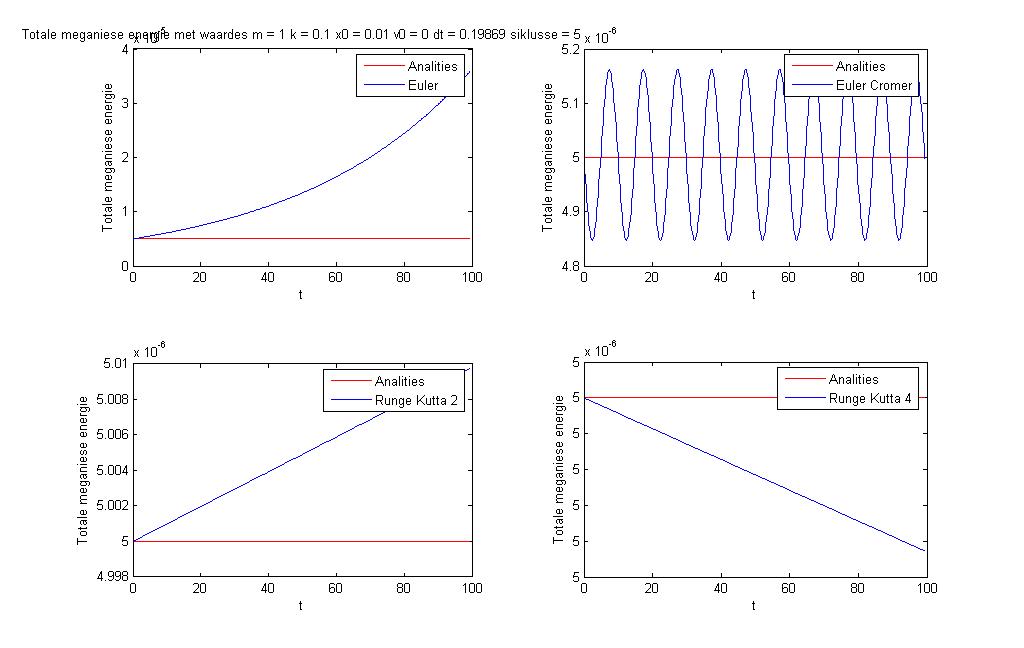 Totale meganiese energie met waardes m = 1 k = 0.1 x0 = 0.01 v0 = 0 dt = 0.19869 siklusse = 5
x 10-5
4
3
2
1
0
0 20 40 60 80 100
t
Totale meganiese energie
Analities
Euler
x 10-6
5.2
5.1
5
4.9
4.8
0 20 40 60 80 100
t
Totale meganiese energie
Analities
Euler Cromer
x 10-6
5.01
5.008
5.006
5.004
5.002
5
4.998
0 20 40 60 80 100
t
Totale meganiese energie
Analities
Runge Kutta 2
x 10-6
5
5
5
5
5
5
5
0 20 40 60 80 100
t
Totale meganiese energie
Analities
Runge Kutta 4